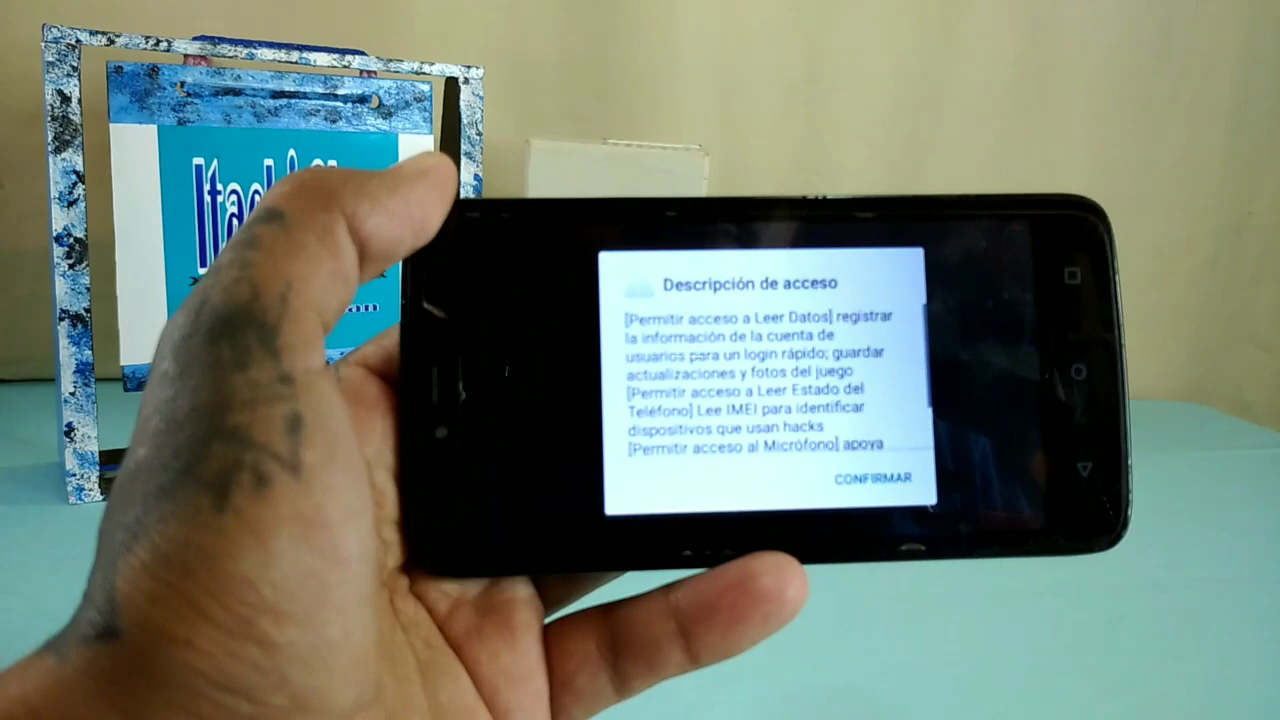 Descripción de acceso
[Permitir acceso a Leer Datos] registrar
la información de la cuenta de
usuarios para un login rápido; guardar
actualizaciones y fotos del juego
[Permitir acceso a Leer Estado del
Teléfono] Lee IMEI para identificar
dispositivos que usan hacks
[Permitir acceso al Micrófono] apoya
CONFIRMAR